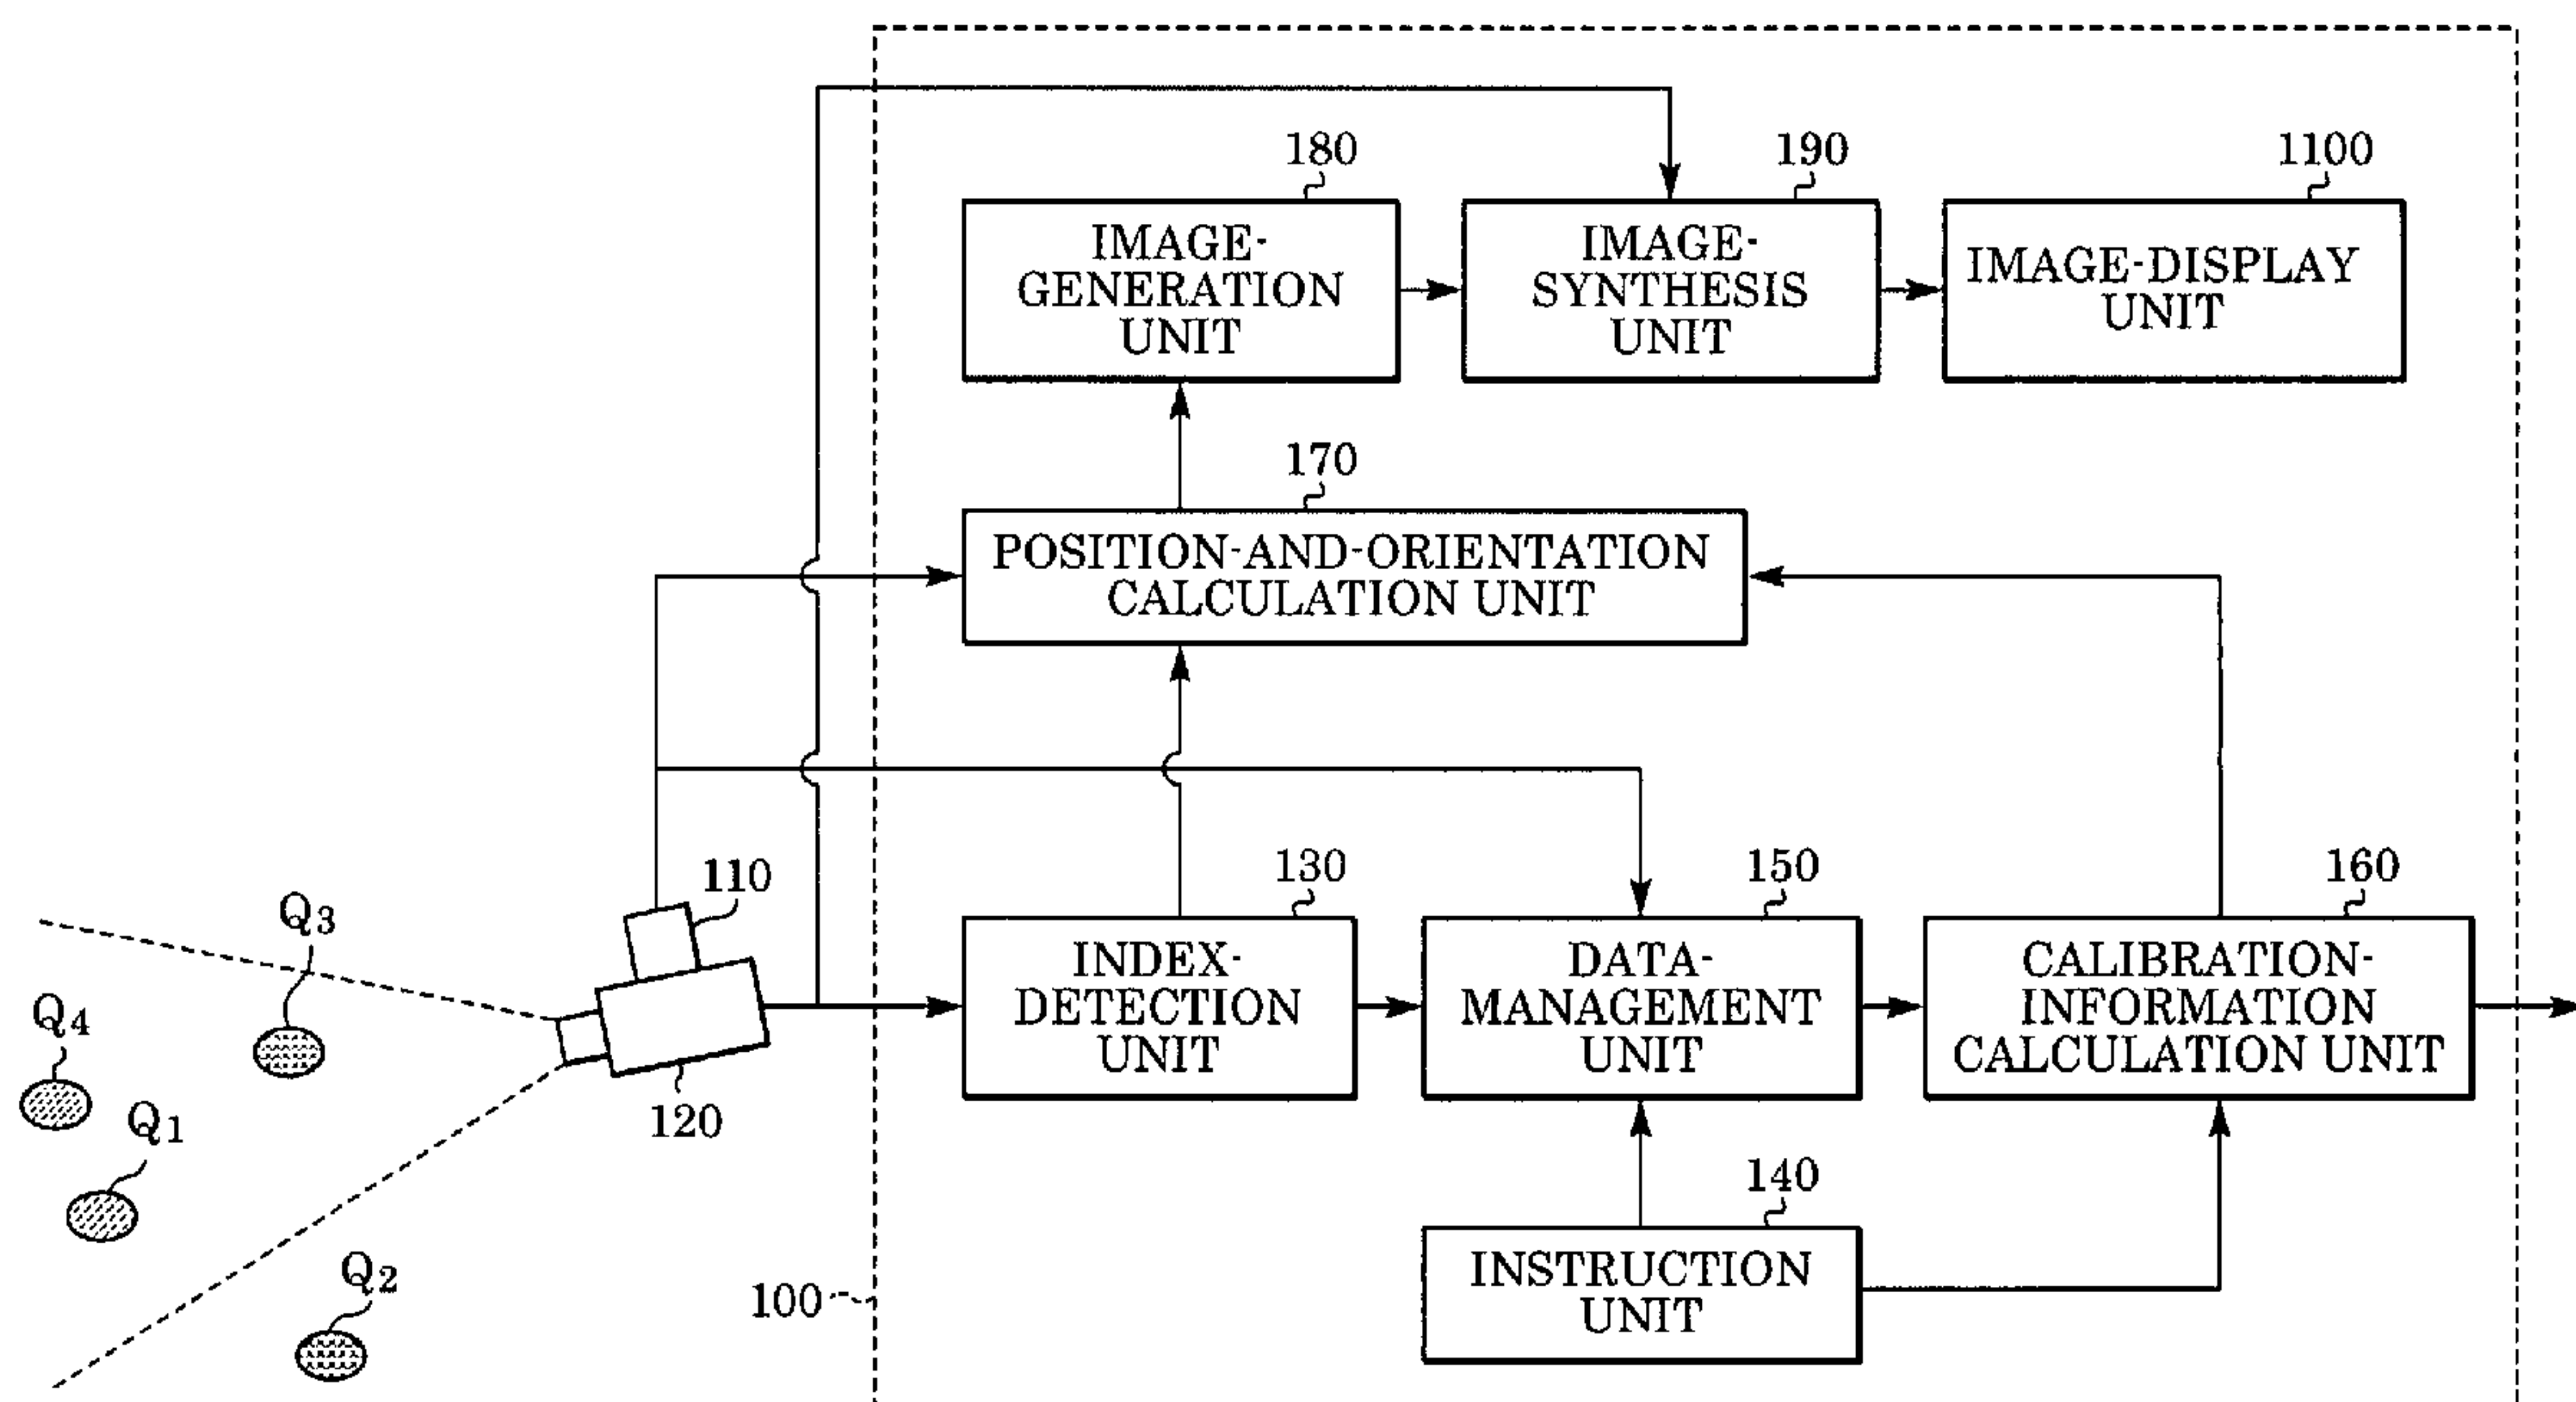 180
190
1100
IMAGE-
GENERATION
UNIT
IMAGE-
SYNTHESIS
UNIT
IMAGE-DISPLAY
UNIT
170
POSITION-AND-ORIENTATION
CALCULATION UNIT
110
130
150
160
Q3
Q4
Q1
Q2
120
INDEX-
DETECTION
UNIT
DATA-
MANAGEMENT
UNIT
CALIBRATION-
INFORMATION
CALCULATION UNIT
140
INSTRUCTION
UNIT
100